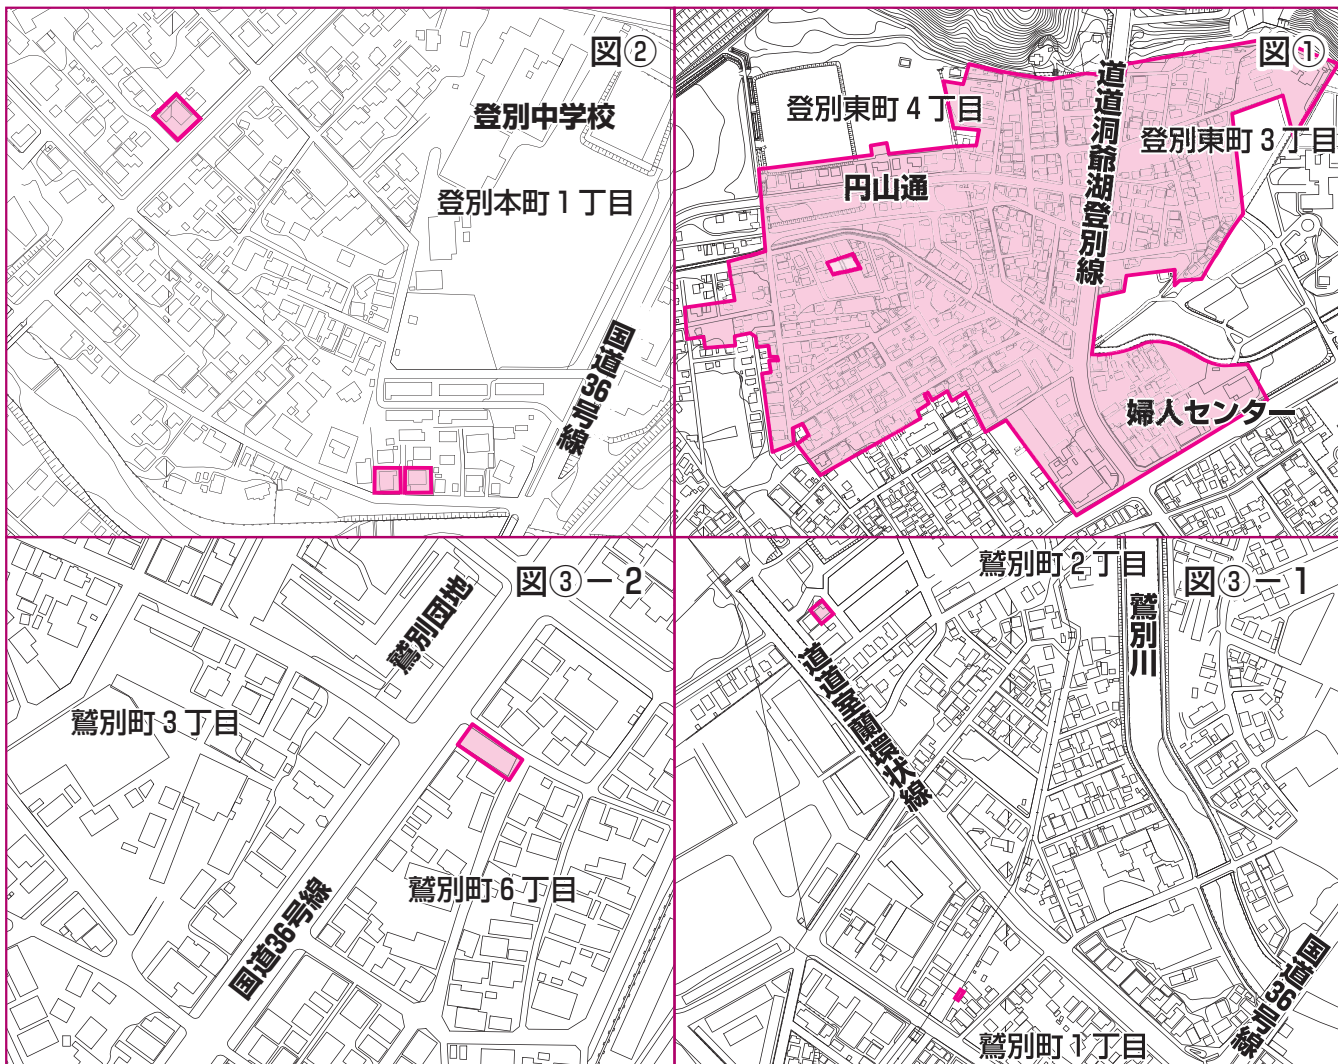 図②
登別中学校
登別本町1丁目
国道36号線
図①
道道洞爺湖登別線
登別東町4丁目
登別東町3丁目
円山通
婦人センター
図③－2
鷲別団地
鷲別町3丁目
鷲別町6丁目
国道36号線
鷲別町2丁目
図③－1
鷲別川
道道室蘭環状線
国道36号線
鷲別町1丁目